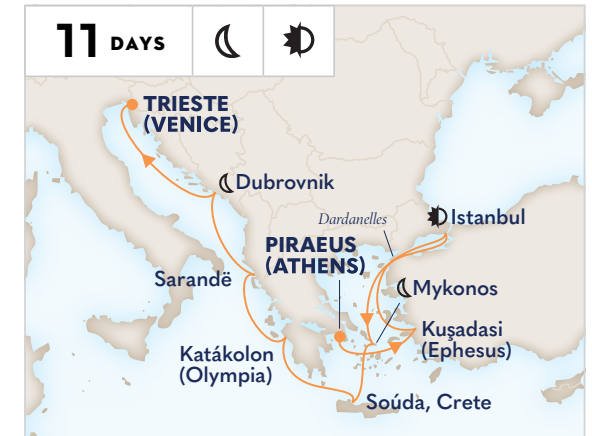 11 DAYS
TRIESTE
(VENICE)
Dubrovnik
Dardanelles
Istanbul
PIRAEUS
(ATHENS)
Sarandë
Mykonos
Kuşadasi
(Ephesus)
Katákolon
(Olympia)
Soúda, Crete